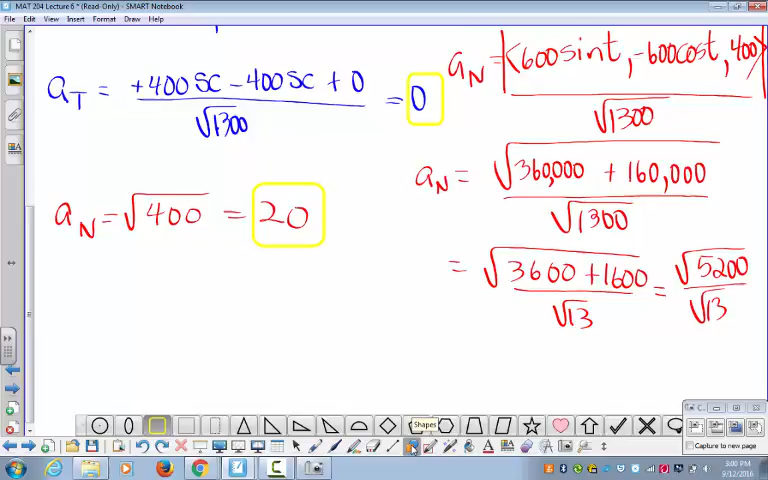 MAT 204 Lecture 6 * (Read-Only) - SMART Notebook
File Edit View Insert Format Draw Help
a_T = +400SC - 400SC + 0 / √1300 = 0
a_N = |<600sint, -600cost, 400>| / √1300
a_N = √360,000 + 160,000 / √1300
a_N = √400 = 20
= √3600 + 1600 / √13 = √5200 / √13
Shapes
Capture to new page
3:00 PM
9/12/2016